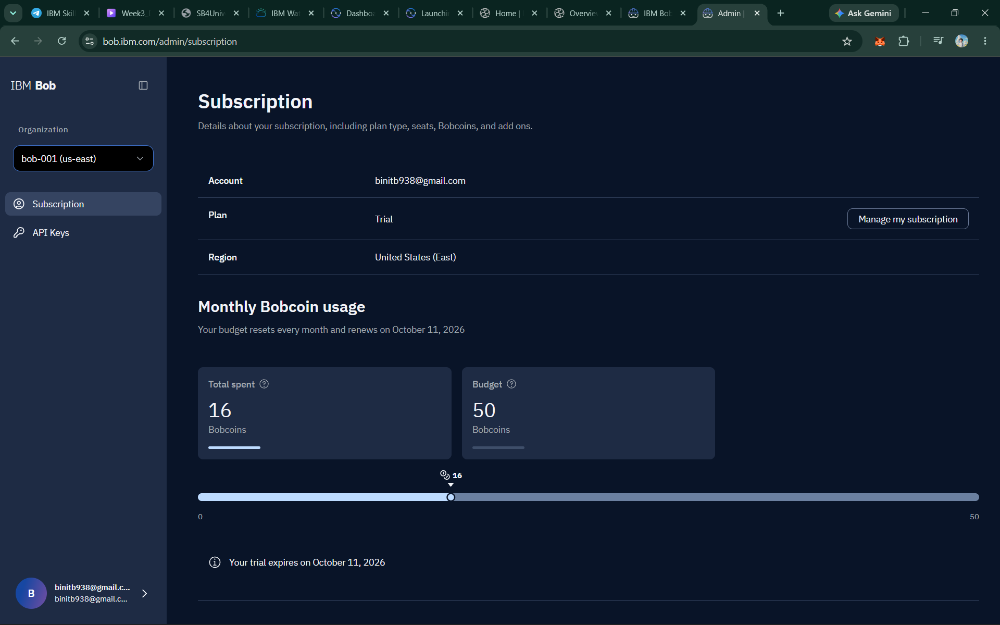 IBM Skil
Week3_
SB4Univ
IBM Wat
Dashboa
Launchi
Home |
Overvie
IBM Bob
Admin |
Ask Gemini
bob.ibm.com/admin/subscription
IBM Bob
Organization
bob-001 (us-east)
Subscription
API Keys
Subscription
Details about your subscription, including plan type, seats, Bobcoins, and add ons.
Account
binitb938@gmail.com
Plan
Trial
Manage my subscription
Region
United States (East)
Monthly Bobcoin usage
Your budget resets every month and renews on October 11, 2026
Total spent
16
Bobcoins
Budget
50
Bobcoins
16
0
50
Your trial expires on October 11, 2026
B
binitb938@gmail.c...
binitb938@gmail.c...